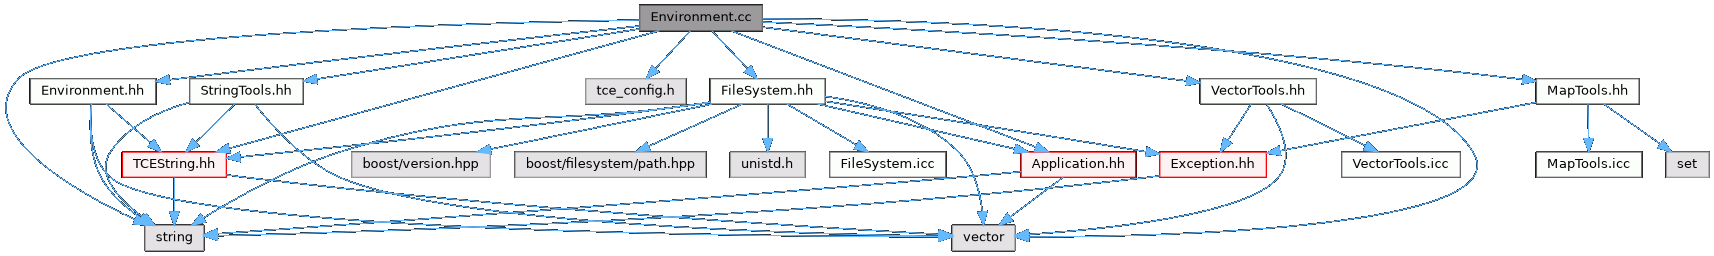 Environment.cc
Environment.hh
StringTools.hh
tce_config.h
FileSystem.hh
VectorTools.hh
MapTools.hh
TCEString.hh
boost/version.hpp
boost/filesystem/path.hpp
unistd.h
FileSystem.icc
Application.hh
Exception.hh
VectorTools.icc
MapTools.icc
set
string
vector